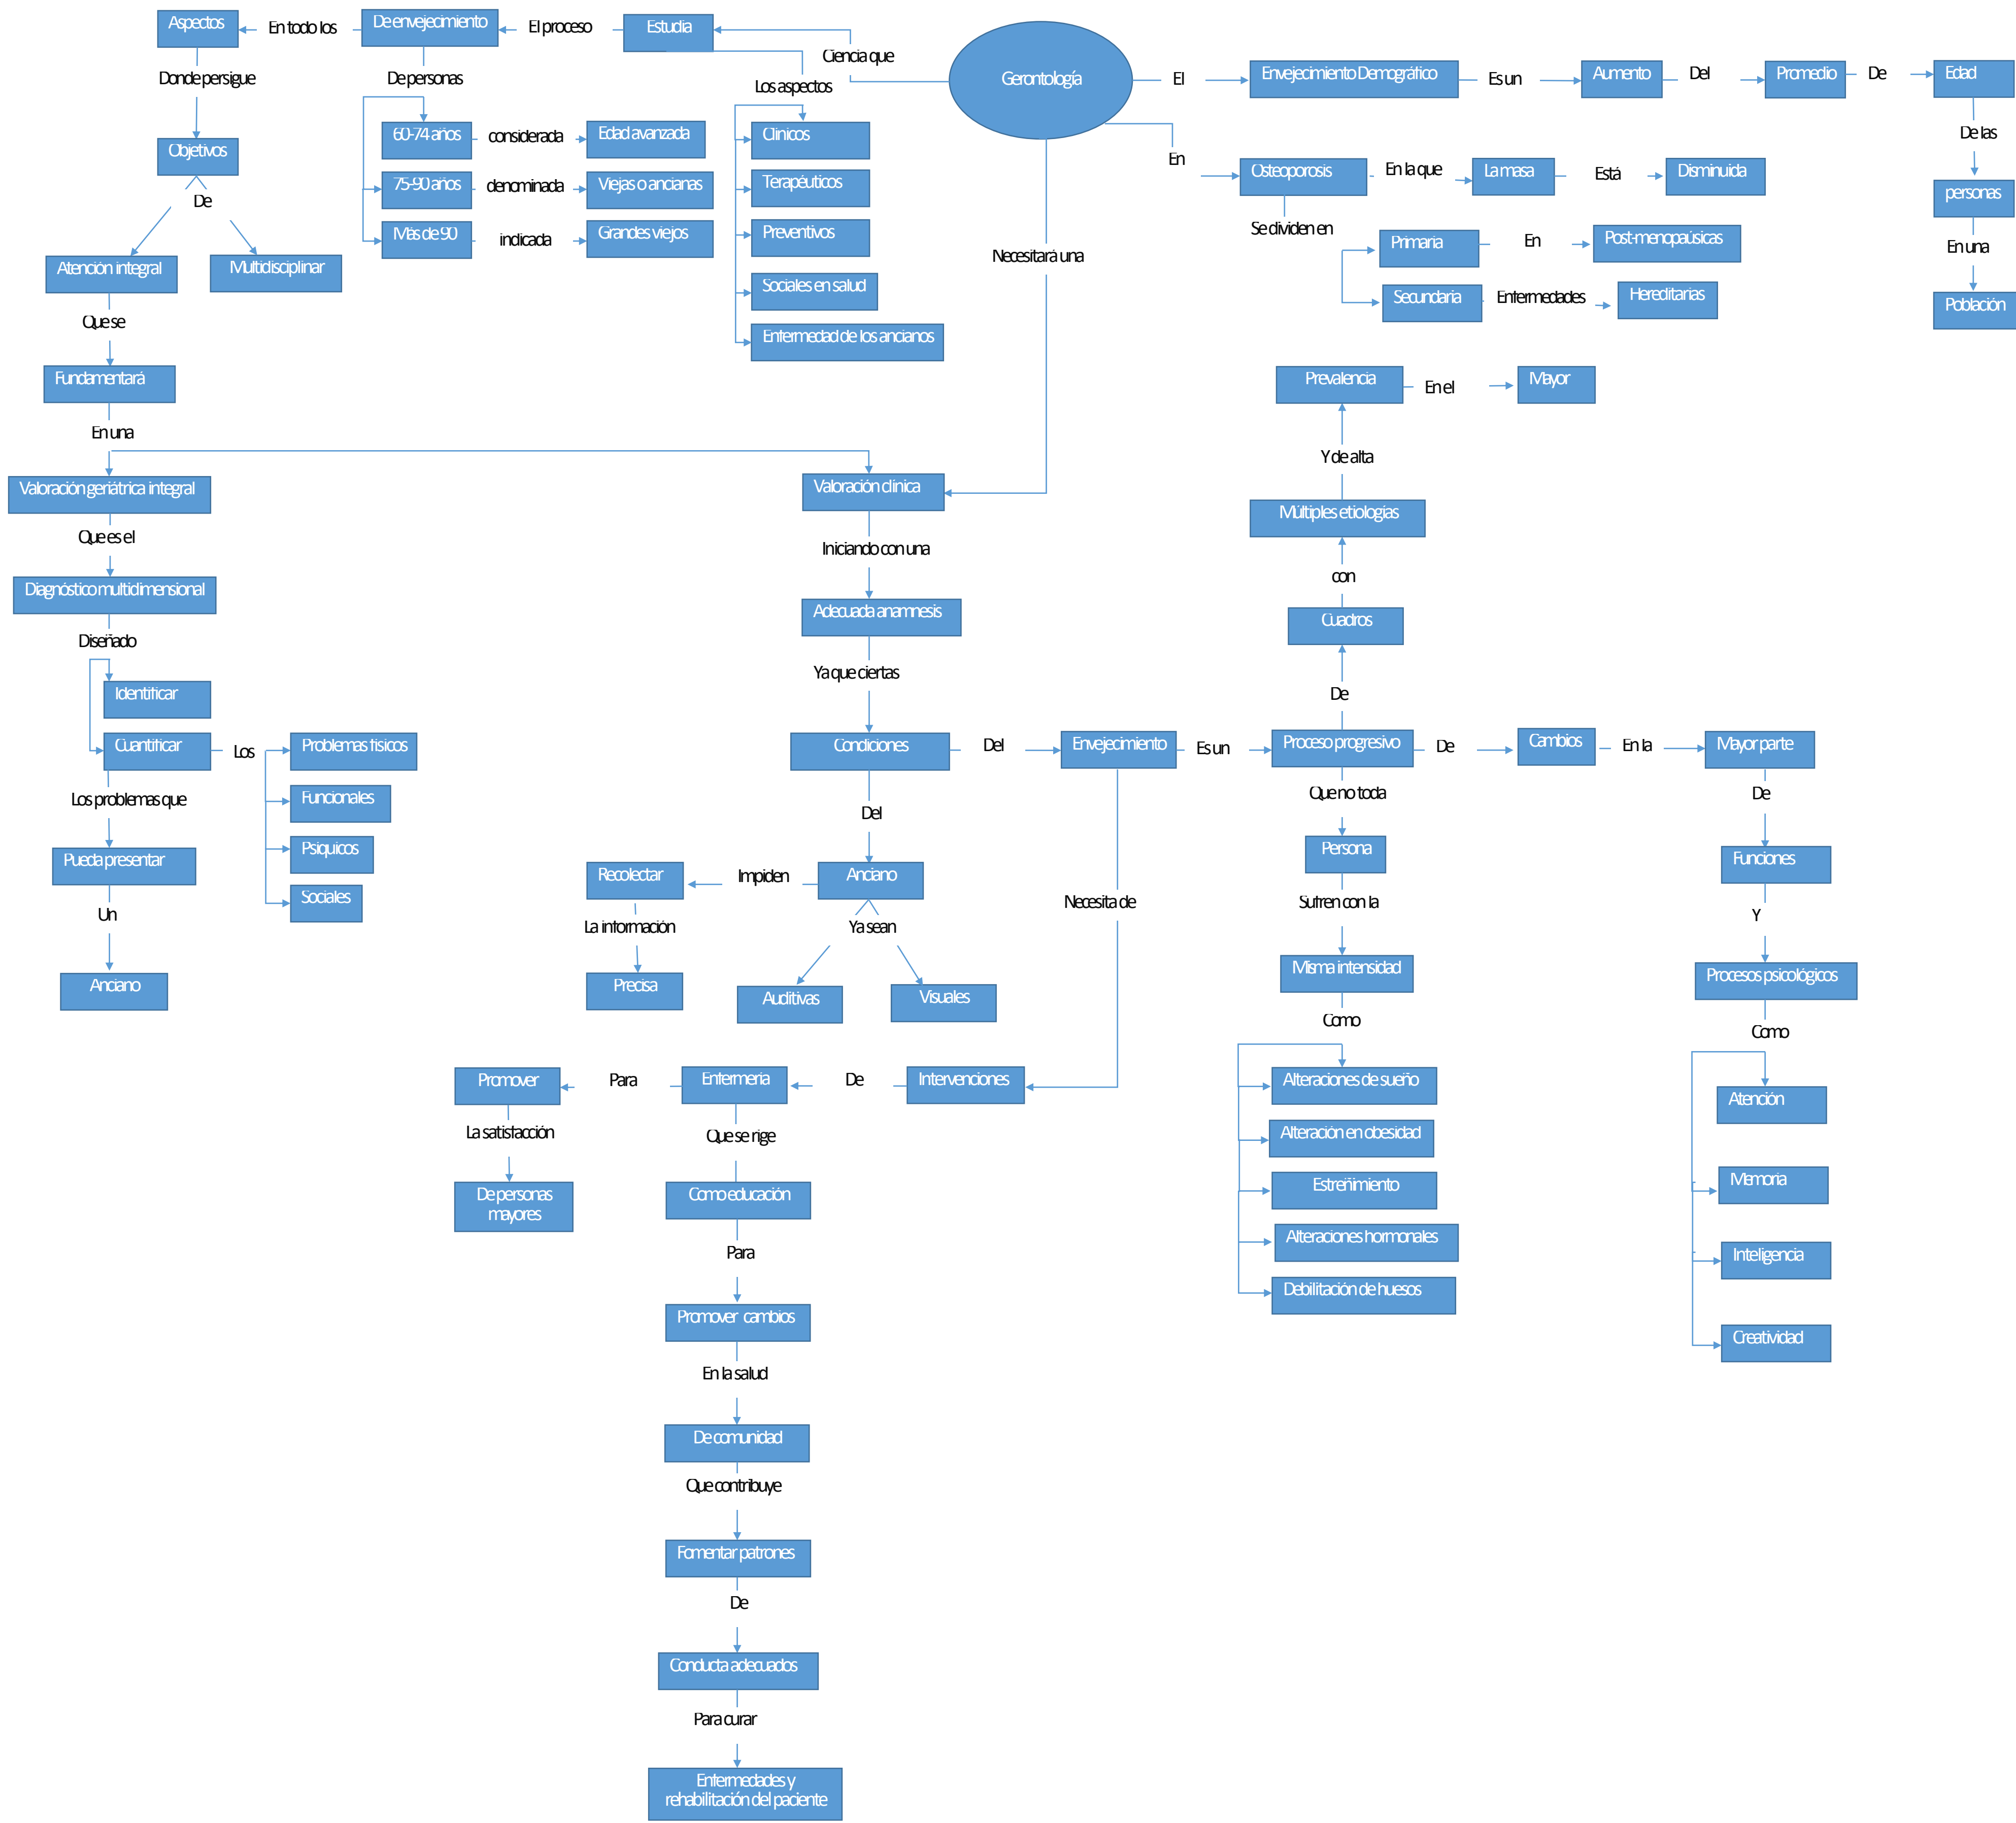 Gerontología
Ciencia que
Estudia
El proceso
De envejecimiento
En todo los
Aspectos
Donde persigue
Objetivos
De
Atención integral
Multidisciplinar
Que se
Fundamentará
En una
Valoración geriátrica integral
Que es el
Diagnóstico multidimensional
Diseñado
Identificar
Cuantificar
Los
Problemas físicos
Funcionales
Psíquicos
Sociales
Los problemas que
Pueda presentar
Un
Anciano
De personas
60-74 años
considerada
Edad avanzada
75-90 años
denominada
Viejas o ancianas
Más de 90
indicada
Grandes viejos
Los aspectos
Clínicos
Terapéuticos
Preventivos
Sociales en salud
Enfermedad de los ancianos
El
Envejecimiento Demográfico
Es un
Aumento
Del
Promedio
De
Edad
De las
personas
En una
Población
En
Osteoporosis
En la que
La masa
Está
Disminuida
Se dividen en
Primaria
En
Post-menopaúsicas
Secundaria
Enfermedades
Hereditarias
Necesitará una
Valoración clínica
Iniciando con una
Adecuada anamnesis
Ya que ciertas
Condiciones
Del
Anciano
Impiden
Recolectar
La información
Precisa
Ya sean
Auditivas
Visuales
Del
Envejecimiento
Es un
Proceso progresivo
De
Cuadros
con
Múltiples etiologías
Y de alta
Prevalencia
En el
Mayor
De
Cambios
En la
Mayor parte
De
Funciones
Y
Procesos psicológicos
Como
Atención
Memoria
Inteligencia
Creatividad
Que no toda
Persona
Sufren con la
Misma intensidad
Como
Alteraciones de sueño
Alteración en obesidad
Estreñimiento
Alteraciones hormonales
Debilitación de huesos
Necesita de
Intervenciones
De
Enfermería
Para
Promover
La satisfacción
De personas
mayores
Que se rige
Como educación
Para
Promover cambios
En la salud
De comunidad
Que contribuye
Fomentar patrones
De
Conducta adecuados
Para curar
Enfermedades y
rehabilitación del paciente